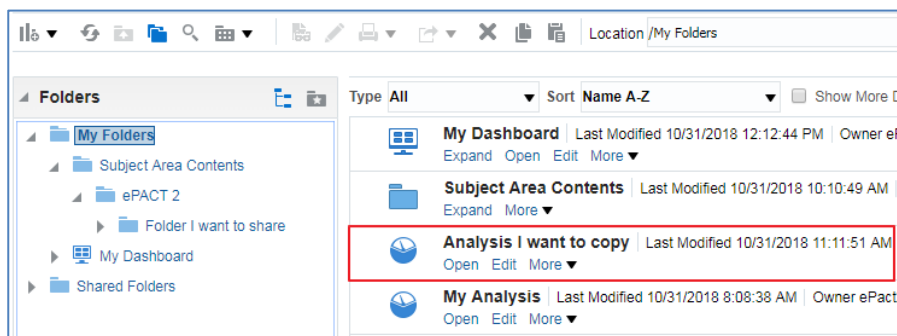 Location /My Folders
Folders
My Folders
Subject Area Contents
ePACT 2
Folder I want to share
My Dashboard
Shared Folders
Type All Sort Name A-Z Show More
My Dashboard Last Modified 10/31/2018 12:12:44 PM Owner
Expand Open Edit More
Subject Area Contents Last Modified 10/31/2018 10:10:49 AM
Expand More
Analysis I want to copy Last Modified 10/31/2018 11:11:51 AM
Open Edit More
My Analysis Last Modified 10/31/2018 8:08:38 AM Owner ePact
Open Edit More